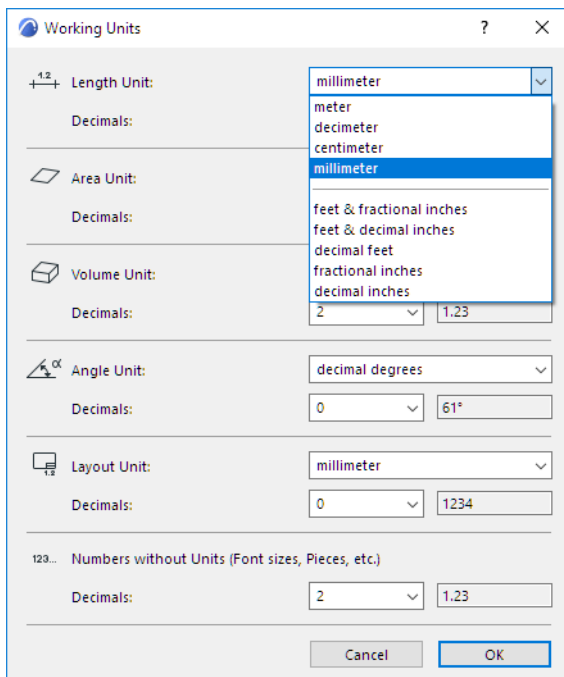 Working Units ?
1.2 Length Unit: millimeter
meter
Decimals:
decimeter
centimeter
millimeter
Area Unit:
feet & fractional inches
Decimals:
feet & decimal inches
decimal feet
Volume Unit:
fractional inches
decimal inches
Decimals: 2 1.23
α Angle Unit: decimal degrees
Decimals: 0 61°
1.2 Layout Unit: millimeter
Decimals: 0 1234
123... Numbers without Units (Font sizes, Pieces, etc.)
Decimals: 2 1.23
Cancel OK